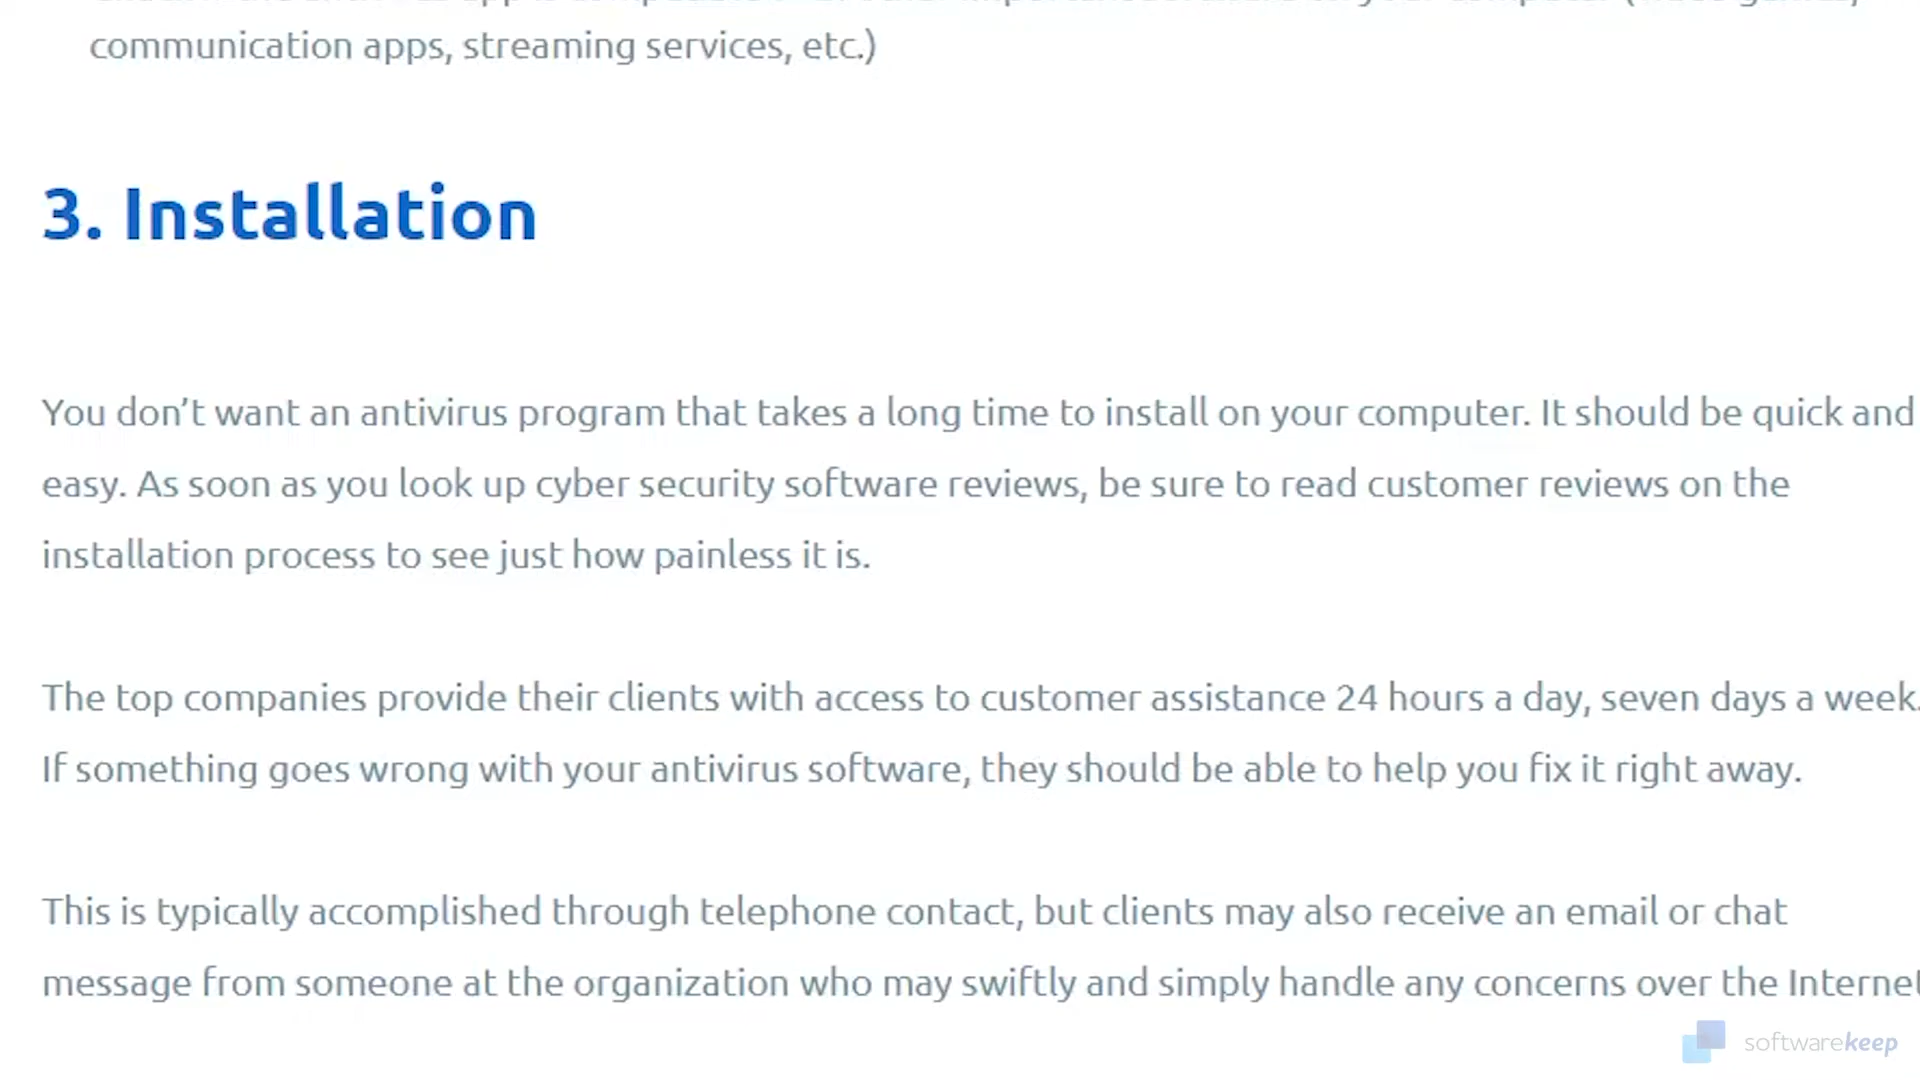 communication apps, streaming services, etc.)
3. Installation
You don’t want an antivirus program that takes a long time to install on your computer. It should be quick and
easy. As soon as you look up cyber security software reviews, be sure to read customer reviews on the
installation process to see just how painless it is.
The top companies provide their clients with access to customer assistance 24 hours a day, seven days a week.
If something goes wrong with your antivirus software, they should be able to help you fix it right away.
This is typically accomplished through telephone contact, but clients may also receive an email or chat
message from someone at the organization who may swiftly and simply handle any concerns over the Internet
softwarekeep